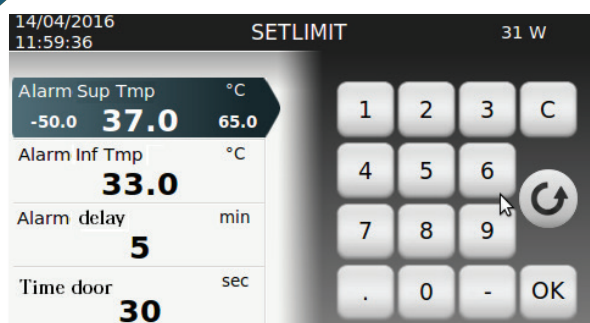 14/04/2016
11:59:36
SETLIMIT
31 W
Alarm Sup Tmp °C
-50.0 37.0 65.0
Alarm Inf Tmp °C
33.0
Alarm delay min
5
Time door sec
30
1 2 3 C
4 5 6
7 8 9
. 0 - OK